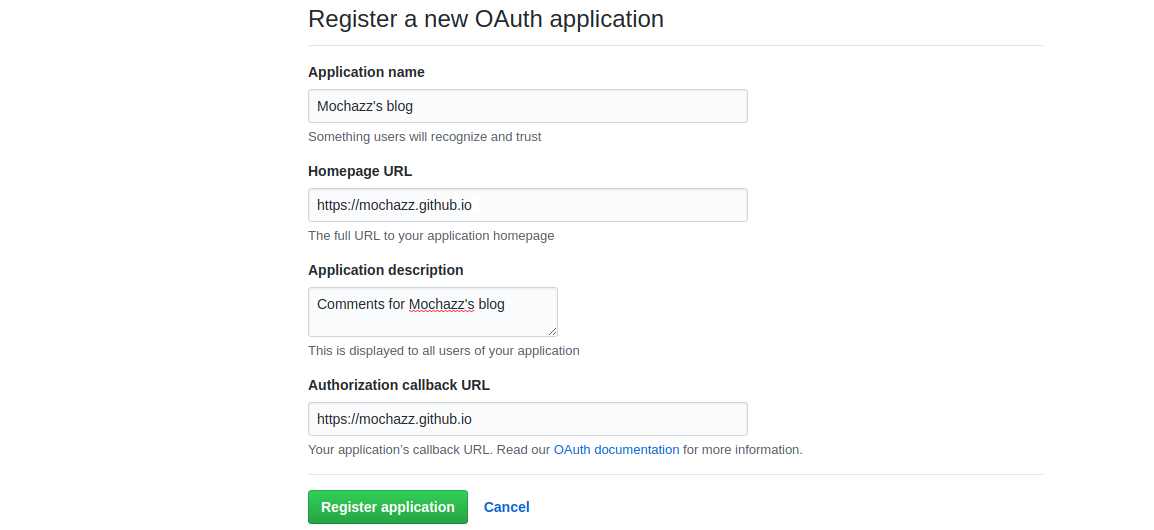 Register a new OAuth application
Application name
Mochazz's blog
Something users will recognize and trust
Homepage URL
https://mochazz.github.io
The full URL to your application homepage
Application description
Comments for Mochazz's blog
This is displayed to all users of your application
Authorization callback URL
https://mochazz.github.io
Your application's callback URL. Read our OAuth documentation for more information.
Register application Cancel